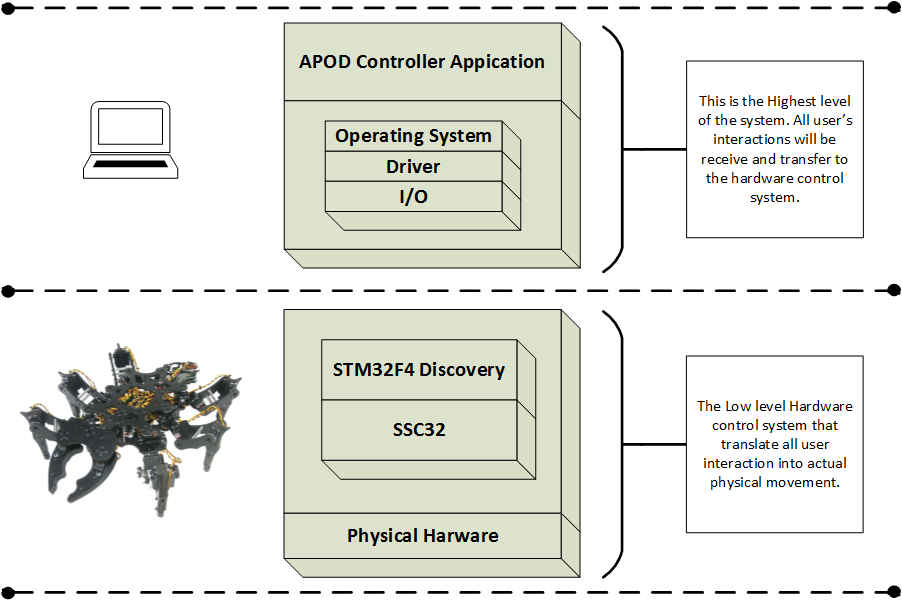 APOD Controller Appication
Operating System
Driver
I/O
This is the Highest level
of the system. All user’s
interactions will be
receive and transfer to
the hardware control
system.
STM32F4 Discovery
SSC32
Physical Harware
The Low level Hardware
control system that
translate all user
interaction into actual
physical movement.